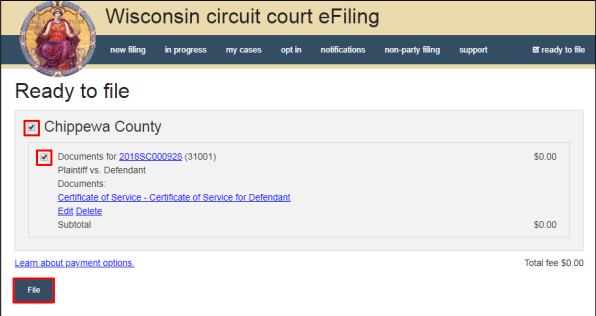 Wisconsin circuit court eFiling
new filing in progress my cases opt in notifications non-party filing support ready to file
Ready to file
Chippewa County
Documents for 2018SC000928 (31001) $0.00
Plaintiff vs. Defendant
Documents:
Certificate of Service - Certificate of Service for Defendant
Edit Delete
Subtotal $0.00
Learn about payment options. Total fee $0.00
File